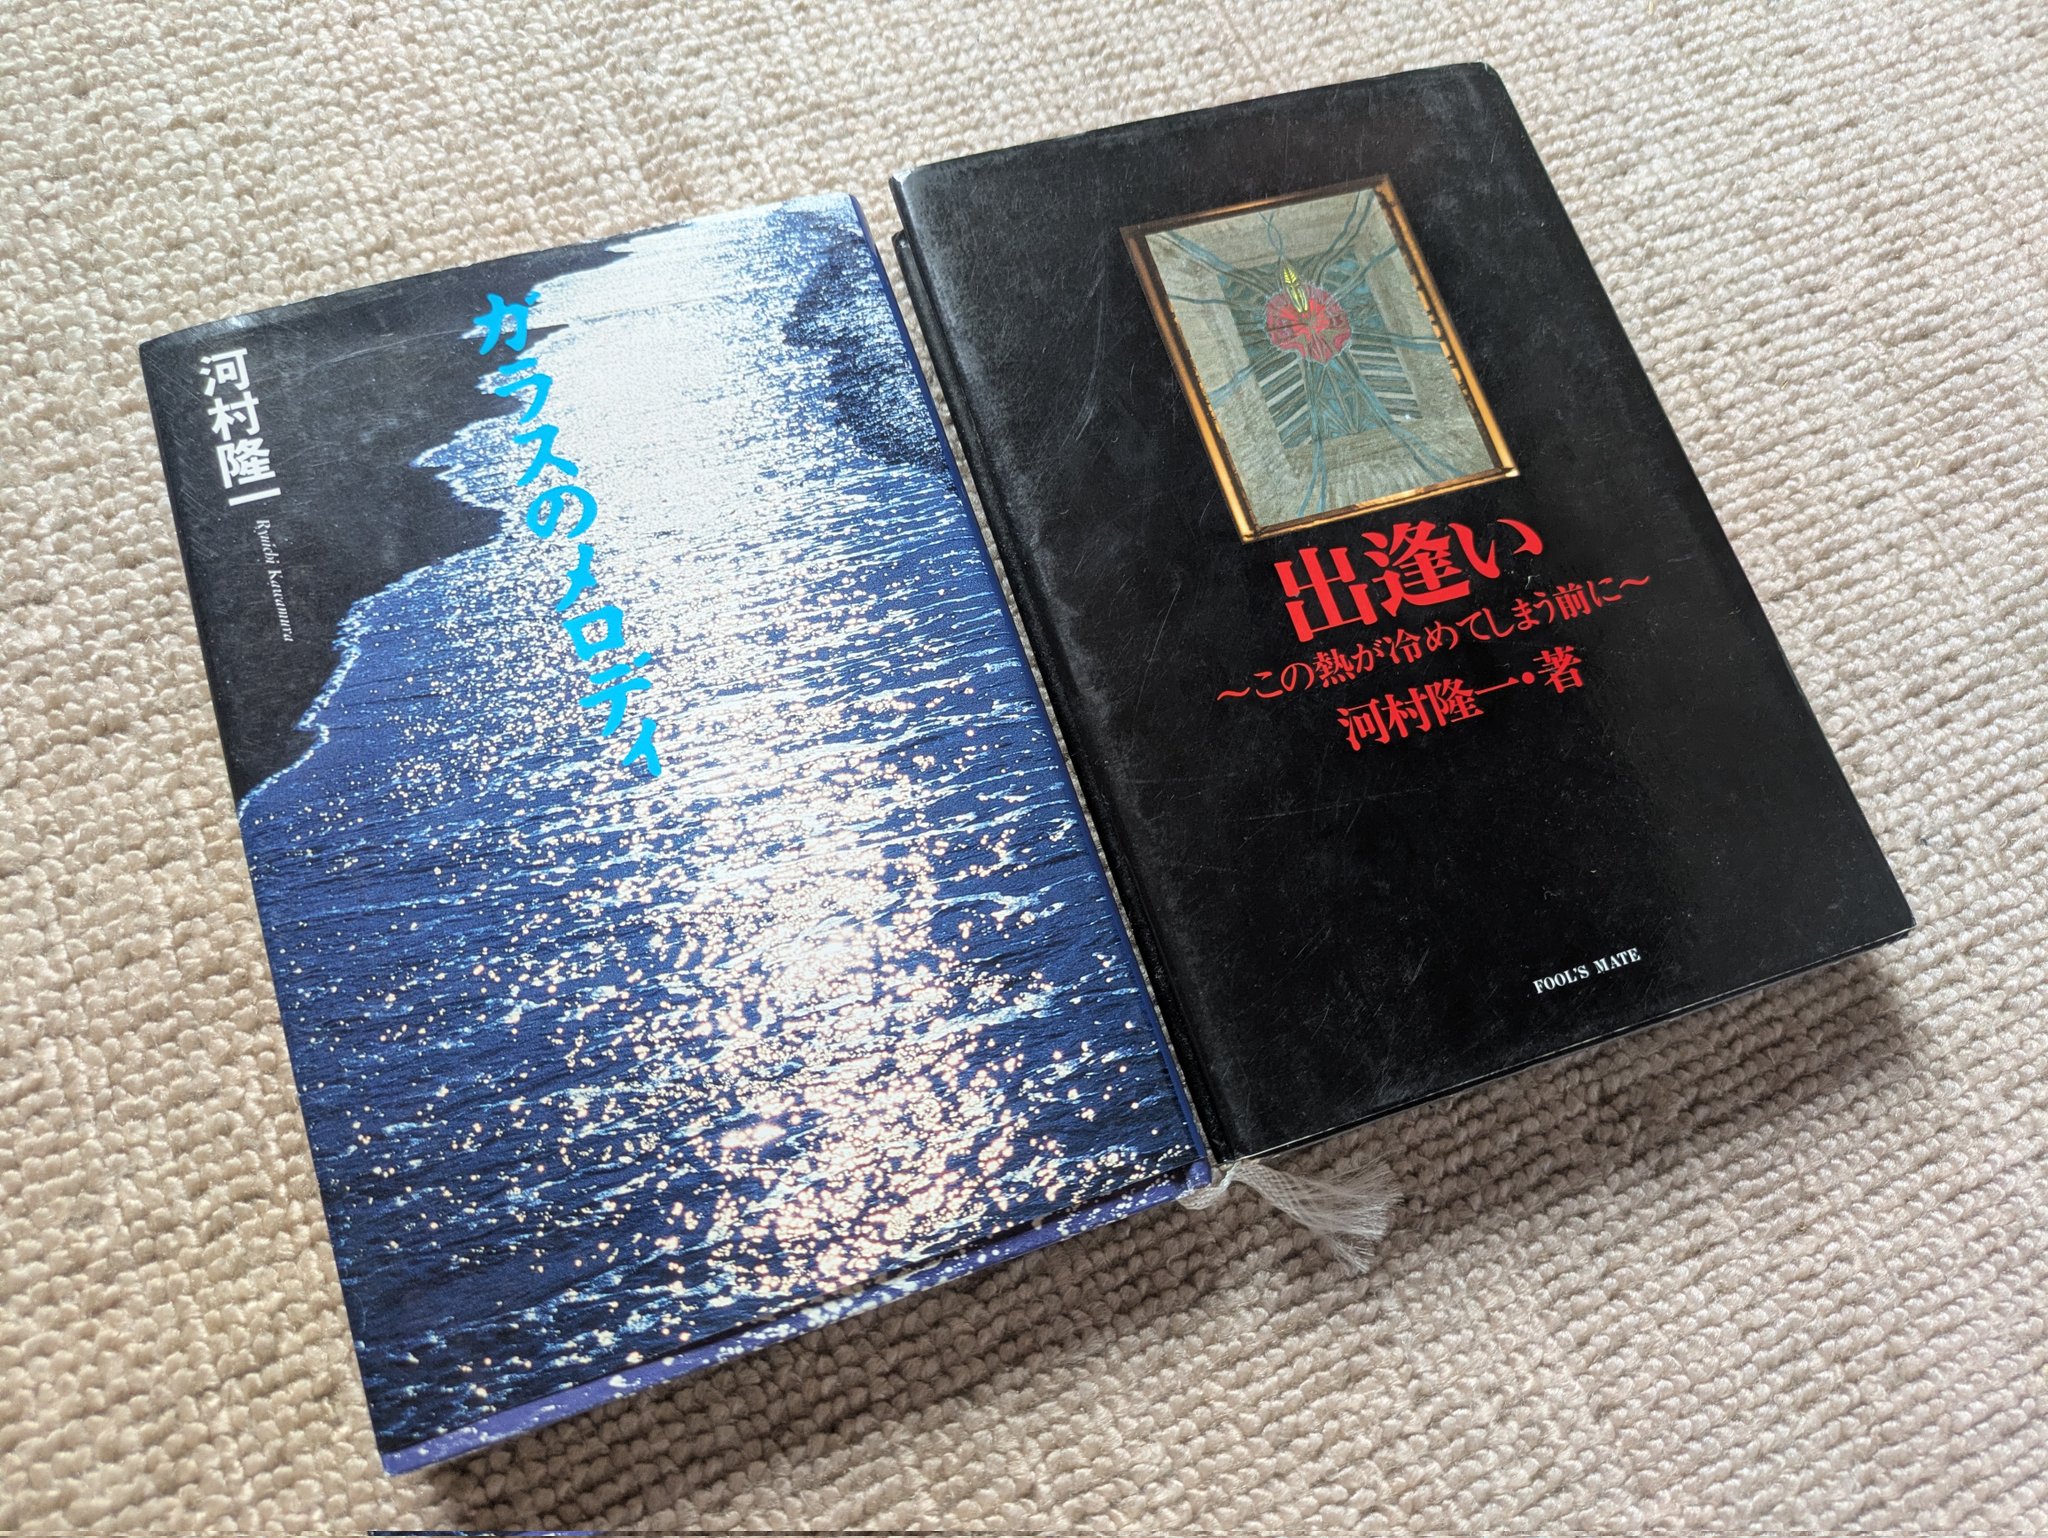 河村隆一
Ryuichi Kawamura
ガラスのメロディ
出逢い
～この熱が冷めてしまう前に～
河村隆一・著
FOOL'S MATE